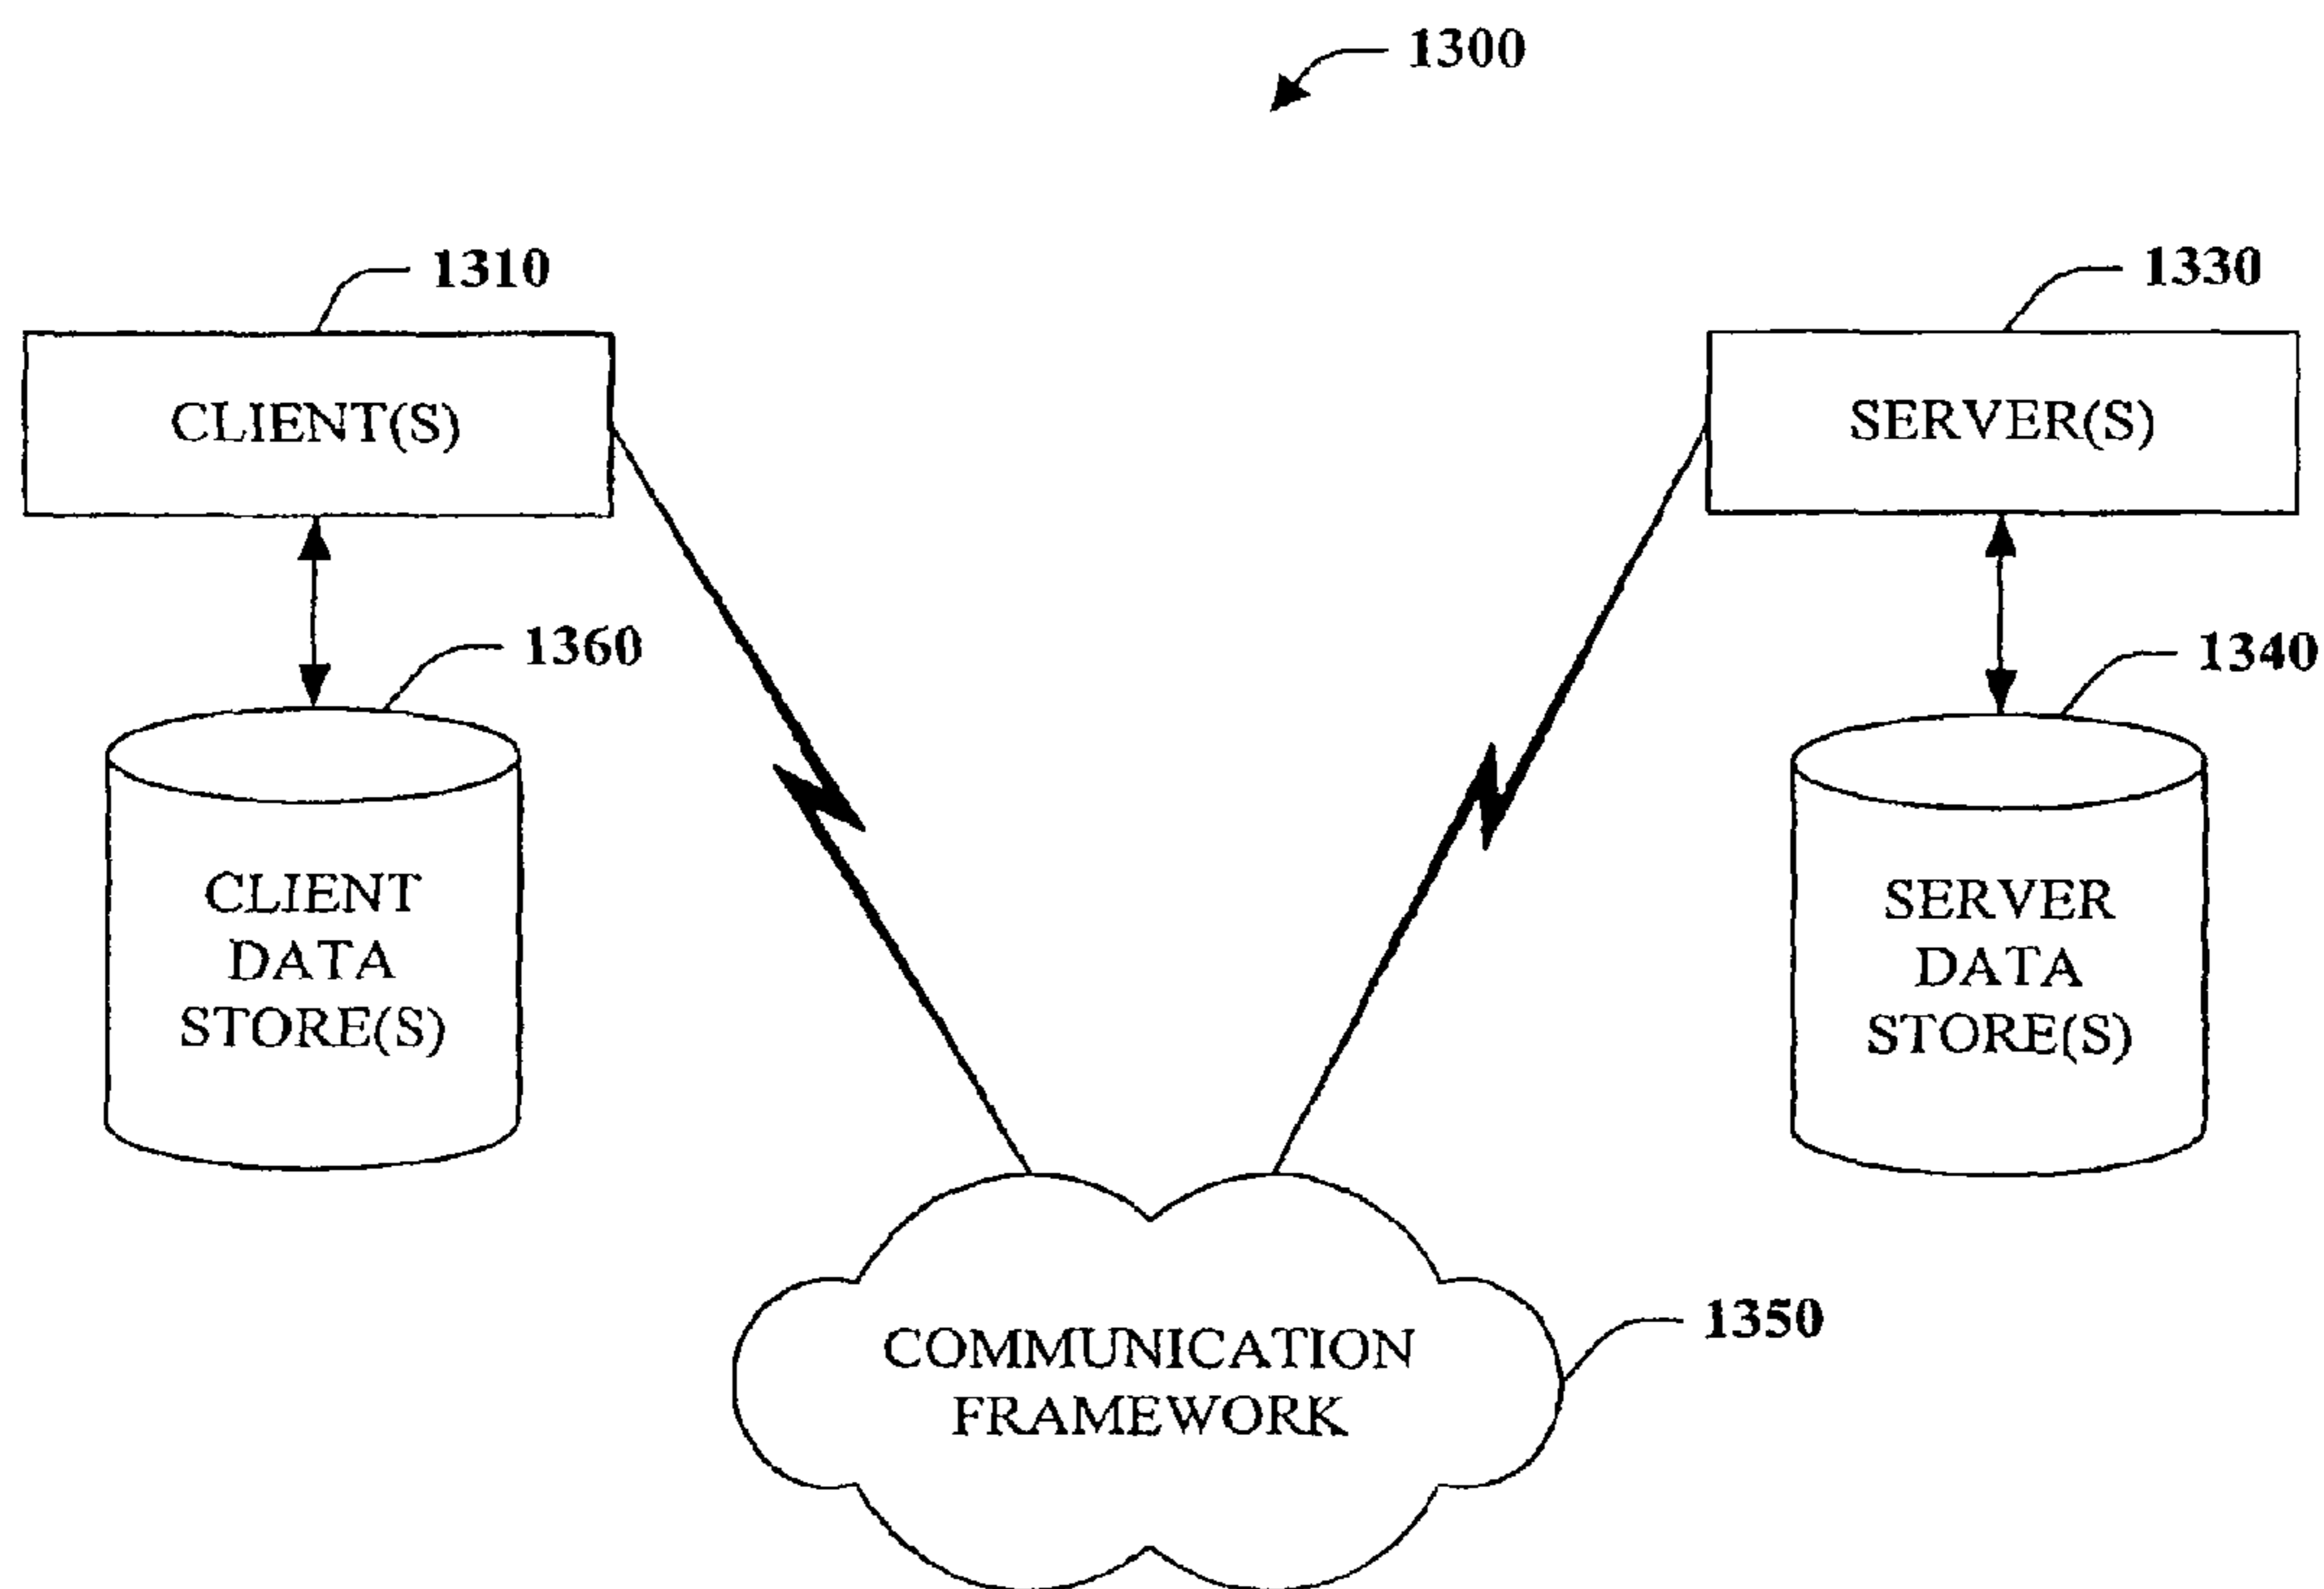 1300
1310
1330
CLIENT(S)
SERVER(S)
1360
1340
CLIENT
DATA
STORE(S)
SERVER
DATA
STORE(S)
1350
COMMUNICATION
FRAMEWORK